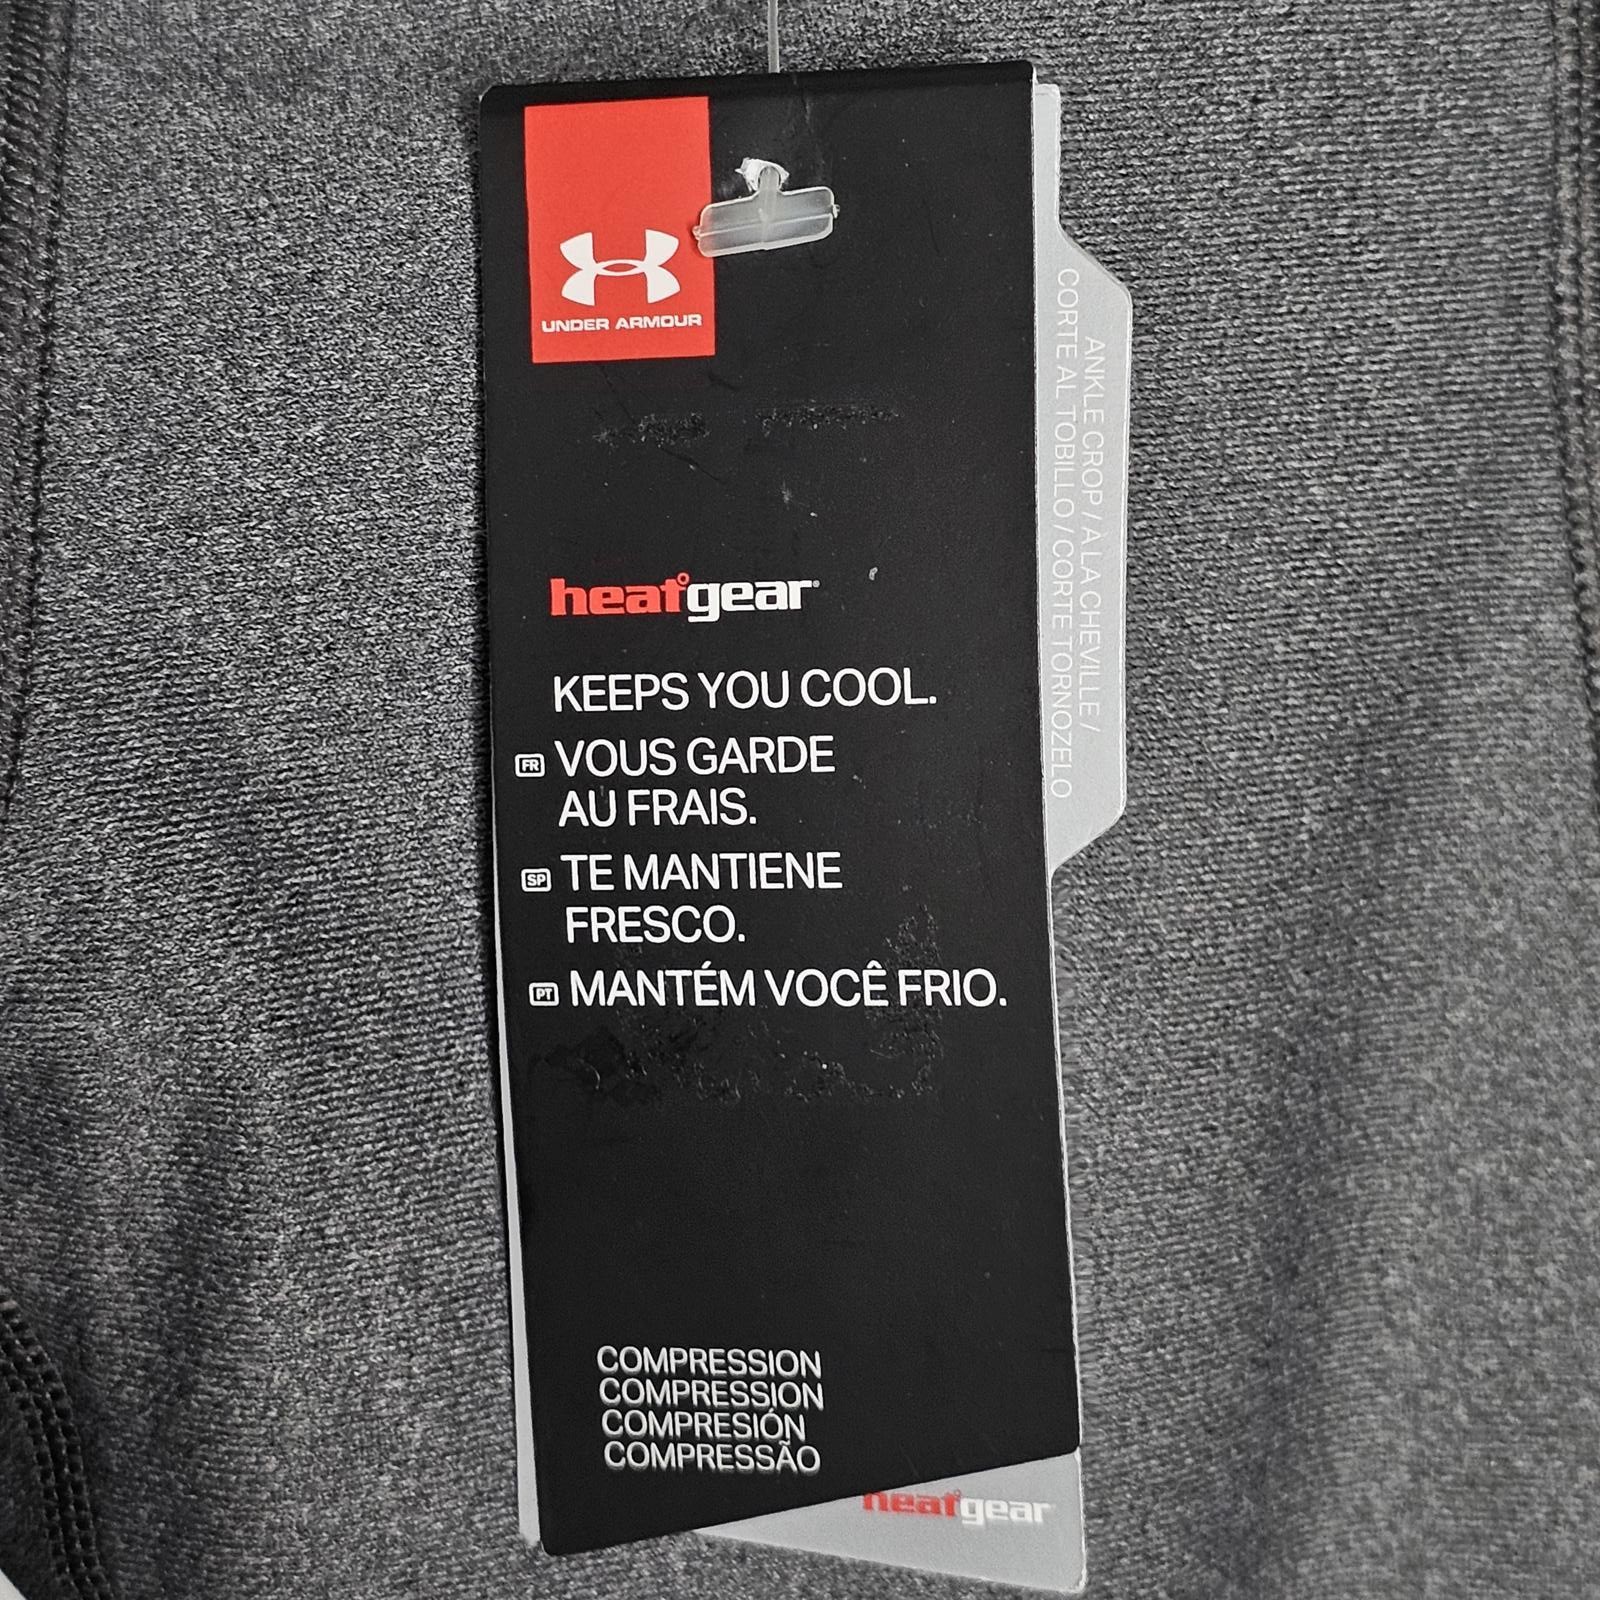 UNDER ARMOUR
heatgear®
KEEPS YOU COOL.
FR VOUS GARDE
AU FRAIS.
SP TE MANTIENE
FRESCO.
PT MANTÉM VOCÊ FRIO.
COMPRESSION
COMPRESSION
COMPRESIÓN
COMPRESSÃO
ANKLE CROP / A LA CHEVILLE /
CORTE AL TOBILLO / CORTE TORNOZELO
heatgear